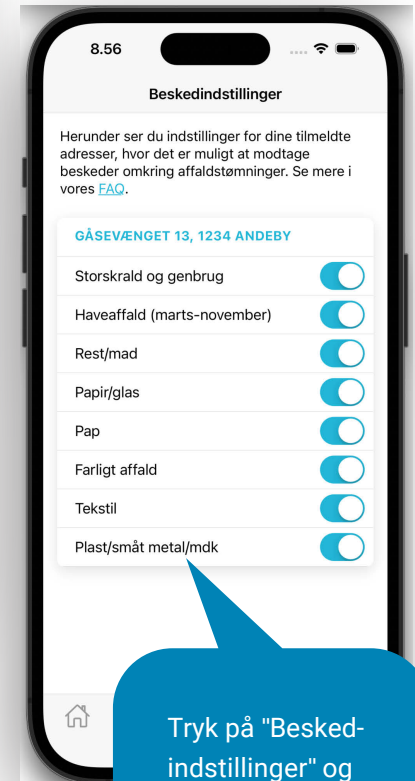 8.56
Beskedindstillinger
Herunder ser du indstillinger for dine tilmeldte
adresser, hvor det er muligt at modtage
beskeder omkring affaldstømninger. Se mere i
vores FAQ.
GÅSEVÆNGET 13, 1234 ANDEBY
Storskrald og genbrug
Haveaffald (marts-november)
Rest/mad
Papir/glas
Pap
Farligt affald
Tekstil
Plast/småt metal/mdk
Tryk på "Besked-
indstillinger" og